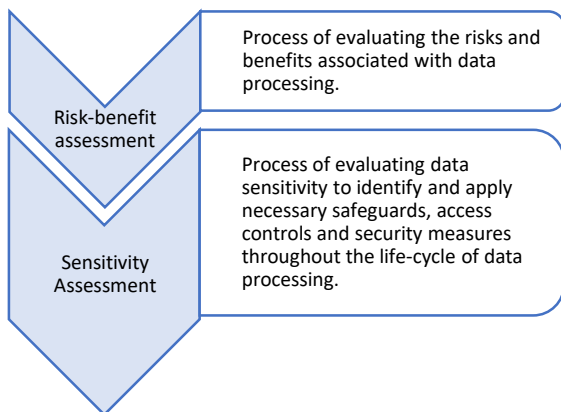 Risk-benefit
assessment
Process of evaluating the risks and
benefits associated with data
processing.
Sensitivity
Assessment
Process of evaluating data
sensitivity to identify and apply
necessary safeguards, access
controls and security measures
throughout the life-cycle of data
processing.